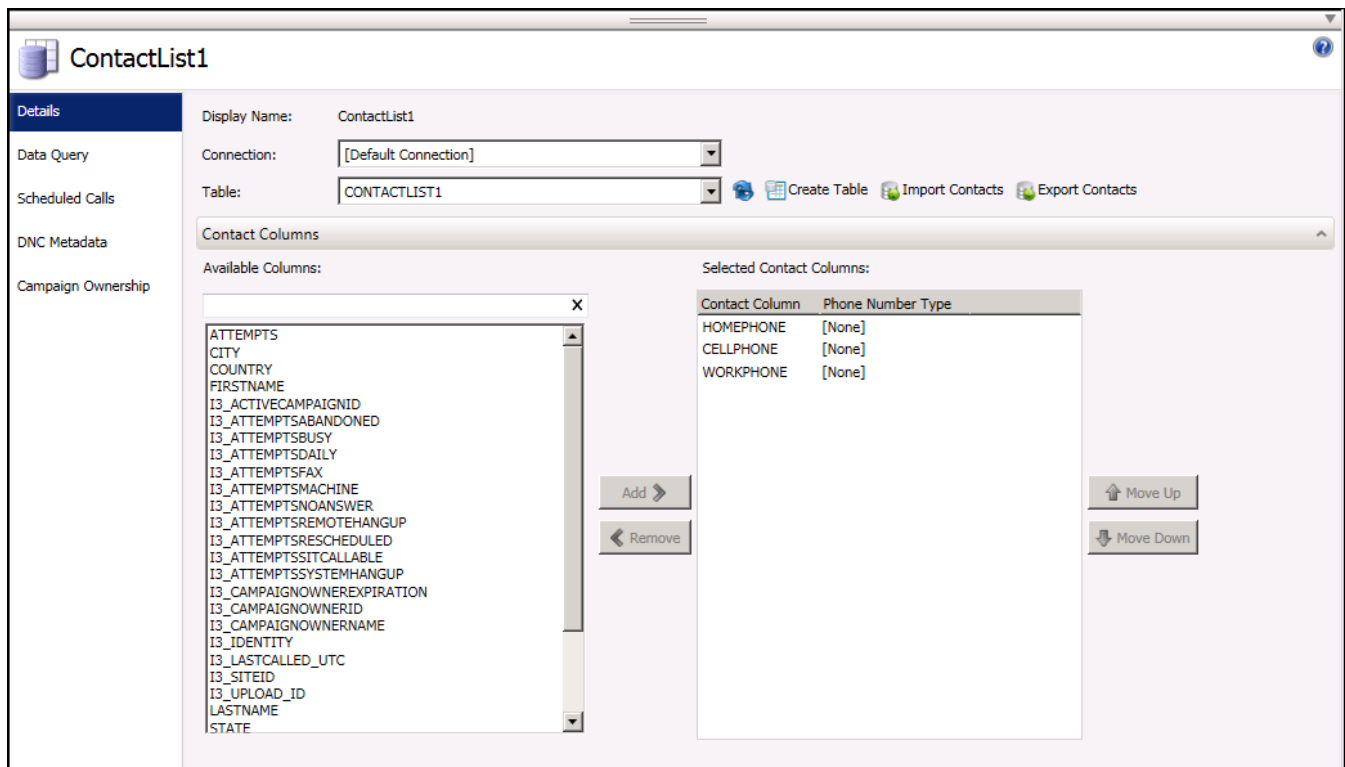 ContactList1
Details
Data Query
Scheduled Calls
DNC Metadata
Campaign Ownership
Display Name: ContactList1
Connection: [Default Connection]
Table: CONTACTLIST1 Create Table Import Contacts Export Contacts
Contact Columns
Available Columns:
X
ATTEMPTS
CITY
COUNTRY
FIRSTNAME
I3_ACTIVECAMPAIGNID
I3_ATTEMPTSABANDONED
I3_ATTEMPTSBUSY
I3_ATTEMPTSDAILY
I3_ATTEMPTSFAX
I3_ATTEMPTSMACHINE
I3_ATTEMPTSNOANSWER
I3_ATTEMPTSREMOTEHANGUP
I3_ATTEMPTSRESCHEDULED
I3_ATTEMPTSSITCALLABLE
I3_ATTEMPTSSYSTEMHANGUP
I3_CAMPAIGNOWNEREXPIRATION
I3_CAMPAIGNOWNERID
I3_CAMPAIGNOWNERNAME
I3_IDENTITY
I3_LASTCALLED_UTC
I3_SITEID
I3_UPLOAD_ID
LASTNAME
STATE
Add
Remove
Selected Contact Columns:
Contact Column Phone Number Type
HOMEPHONE [None]
CELLPHONE [None]
WORKPHONE [None]
Move Up
Move Down